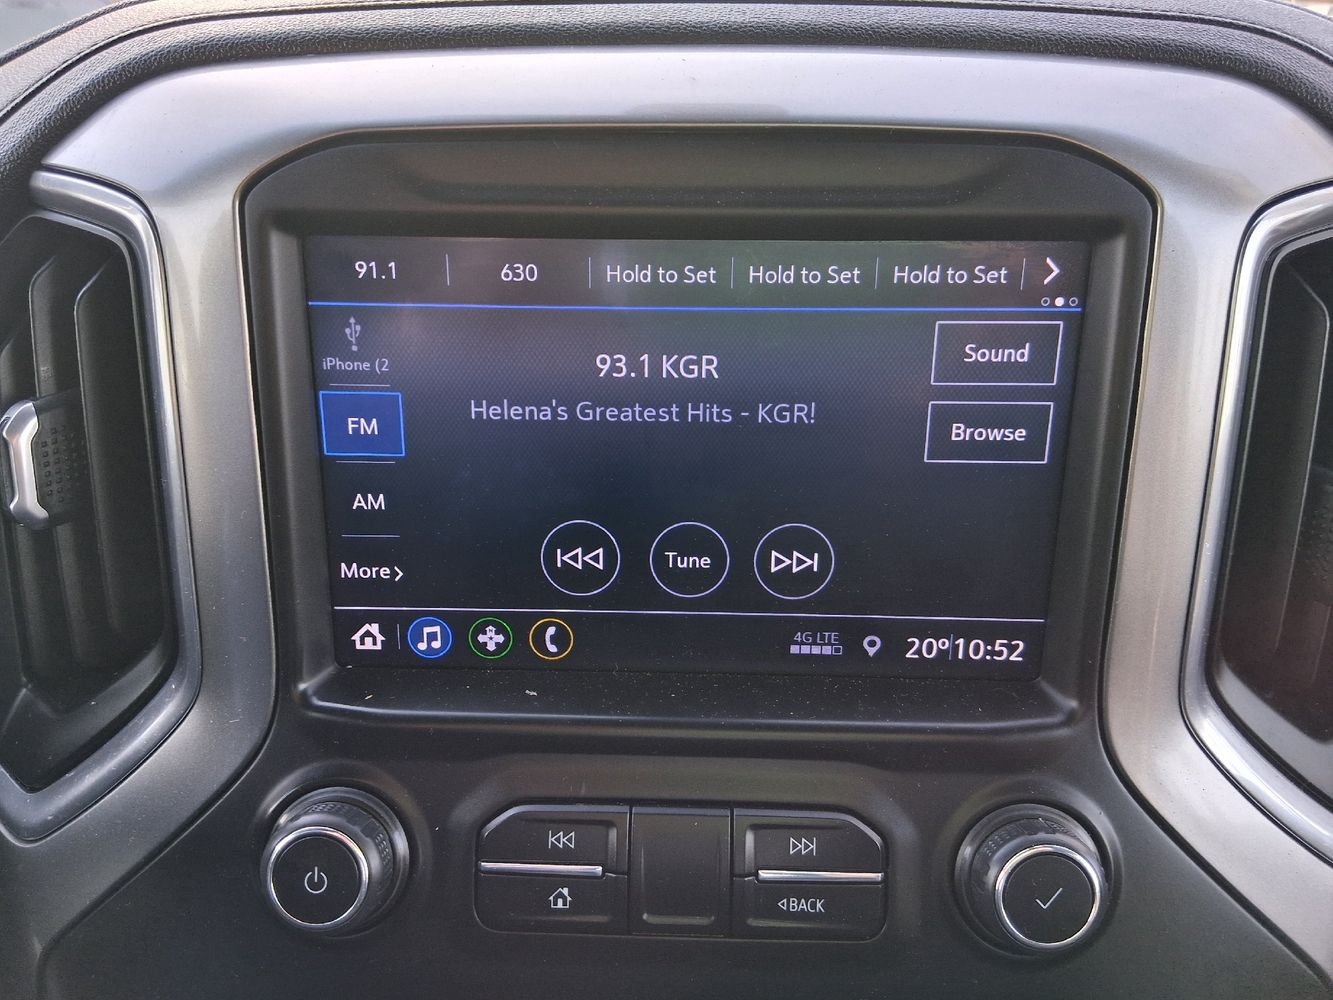 91.1 630 Hold to Set Hold to Set Hold to Set
iPhone (2
93.1 KGR
Sound
Helena's Greatest Hits - KGR!
FM
Browse
AM
Tune
More
4G LTE
20º 10:52
BACK